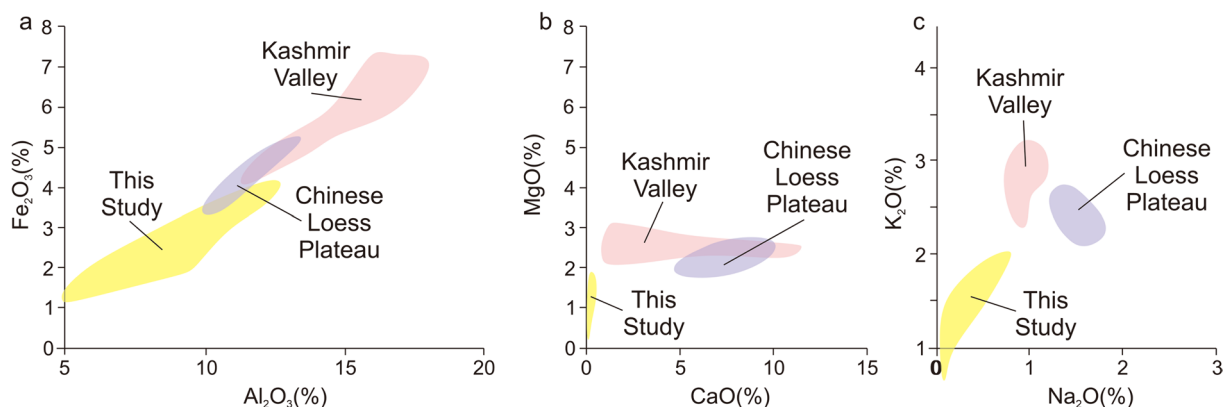 a
8
7
6
5
4
3
2
1
0
Fe₂O₃(%)
Kashmir
Valley
This
Study
Chinese
Loess
Plateau
5
10
15
20
Al₂O₃(%)
b
8
7
6
5
4
3
2
1
0
MgO(%)
Kashmir
Valley
Chinese
Loess
Plateau
This
Study
0
5
10
15
CaO(%)
c
4
3
2
1
K₂O(%)
Kashmir
Valley
Chinese
Loess
Plateau
This
Study
0
1
2
3
Na₂O(%)